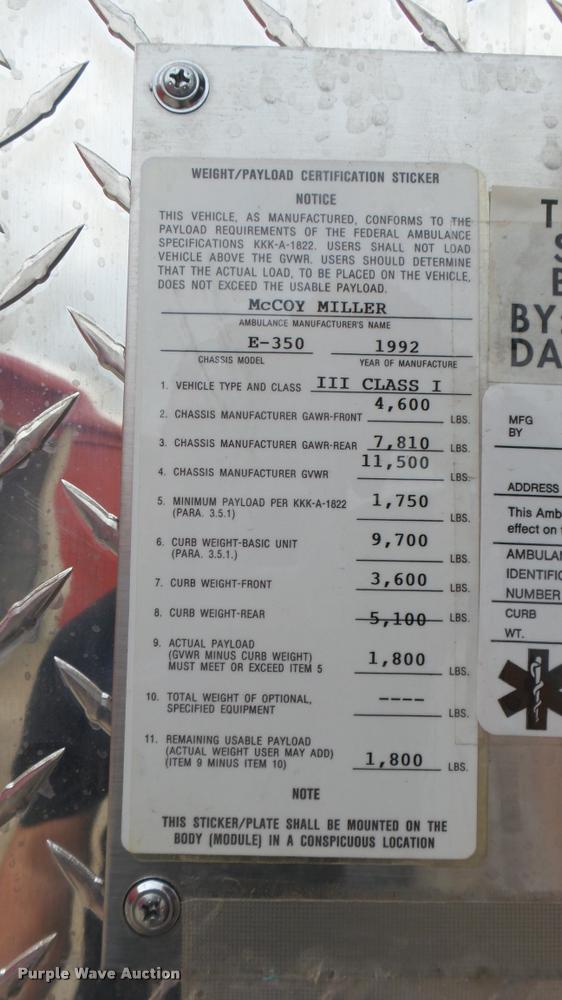 WEIGHT/PAYLOAD CERTIFICATION STICKER
NOTICE
THIS VEHICLE, AS MANUFACTURED, CONFORMS TO THE
PAYLOAD REQUIREMENTS OF THE FEDERAL AMBULANCE
SPECIFICATIONS KKK-A-1822. USERS SHALL NOT LOAD
VEHICLE ABOVE THE GVWR. USERS SHOULD DETERMINE
THAT THE ACTUAL LOAD, TO BE PLACED ON THE VEHICLE,
DOES NOT EXCEED THE USABLE PAYLOAD.
McCOY MILLER
AMBULANCE MANUFACTURER'S NAME
E-350 1992
CHASSIS MODEL YEAR OF MANUFACTURE
1. VEHICLE TYPE AND CLASS III CLASS I
2. CHASSIS MANUFACTURER GAWR-FRONT 4,600 LBS.
3. CHASSIS MANUFACTURER GAWR-REAR 7,810 LBS.
4. CHASSIS MANUFACTURER GVWR 11,500 LBS.
5. MINIMUM PAYLOAD PER KKK-A-1822 1,750
(PARA. 3.5.1) LBS.
6. CURB WEIGHT-BASIC UNIT 9,700
(PARA. 3.5.1.) LBS.
7. CURB WEIGHT-FRONT 3,600 LBS.
8. CURB WEIGHT-REAR 5,100 LBS.
9. ACTUAL PAYLOAD
(GVWR MINUS CURB WEIGHT) 1,800
MUST MEET OR EXCEED ITEM 5 LBS.
10. TOTAL WEIGHT OF OPTIONAL, ----
SPECIFIED EQUIPMENT LBS.
11. REMAINING USABLE PAYLOAD
(ACTUAL WEIGHT USER MAY ADD) 1,800
(ITEM 9 MINUS ITEM 10) LBS.
NOTE
THIS STICKER/PLATE SHALL BE MOUNTED ON THE
BODY (MODULE) IN A CONSPICUOUS LOCATION
T
S
BY:
DA
MFG
BY
ADDRESS
This Amb
effect on
AMBULAN
IDENTIFIC
NUMBER
CURB
WT.
Purple Wave Auction